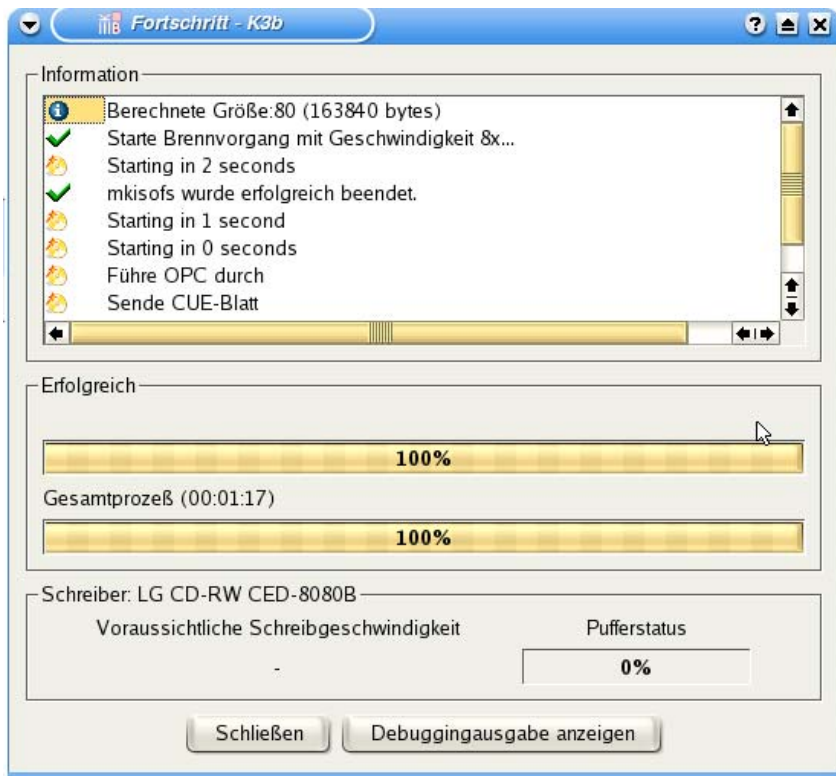 Fortschritt - K3b
Information
Berechnete Größe:80 (163840 bytes)
Starte Brennvorgang mit Geschwindigkeit 8x...
Starting in 2 seconds
mkisofs wurde erfolgreich beendet.
Starting in 1 second
Starting in 0 seconds
Führe OPC durch
Sende CUE-Blatt
Erfolgreich
100%
Gesamtprozeß (00:01:17)
100%
Schreiber: LG CD-RW CED-8080B
Voraussichtliche Schreibgeschwindigkeit Pufferstatus
- 0%
Schließen Debuggingausgabe anzeigen